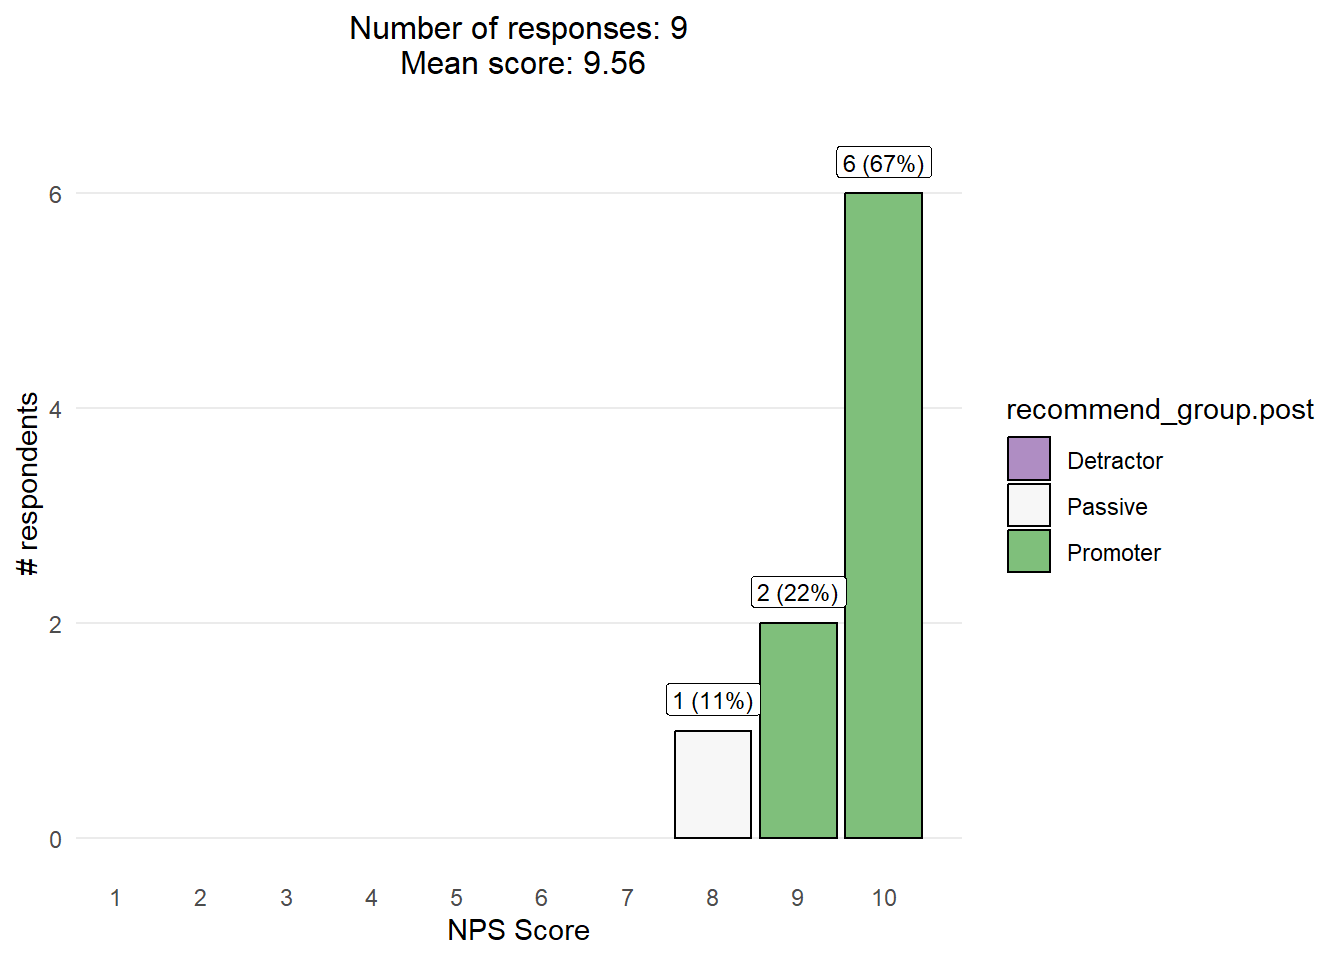 Number of responses: 9
Mean score: 9.56
6 (67%)
6
recommend_group.post
# respondents
4
Detractor
Passive
Promoter
2 (22%)
2
1 (11%)
0
1 2 3 4 5 6 7 8 9 10
NPS Score